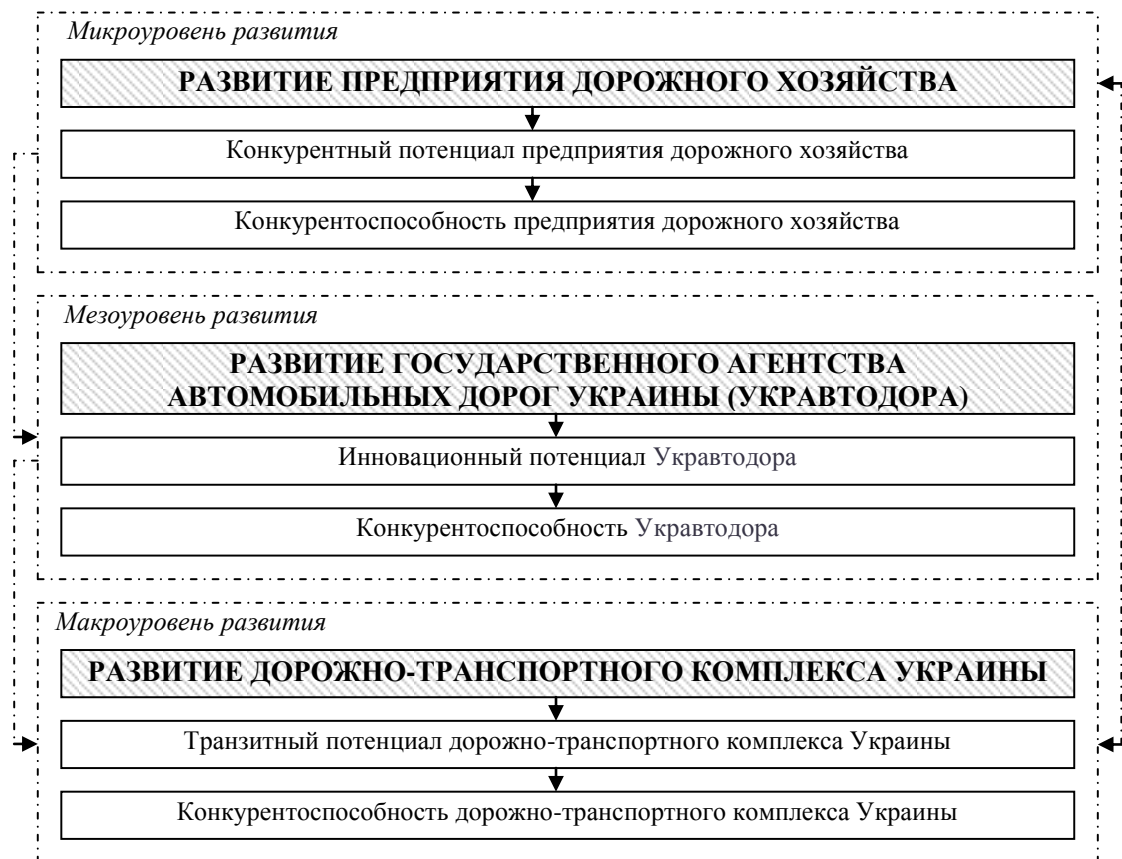 Микроуровень развития
РАЗВИТИЕ ПРЕДПРИЯТИЯ ДОРОЖНОГО ХОЗЯЙСТВА
Конкурентный потенциал предприятия дорожного хозяйства
Конкурентоспособность предприятия дорожного хозяйства
Мезоуровень развития
РАЗВИТИЕ ГОСУДАРСТВЕННОГО АГЕНТСТВА
АВТОМОБИЛЬНЫХ ДОРОГ УКРАИНЫ (УКРАВТОДОРА)
Инновационный потенциал Укравтодора
Конкурентоспособность Укравтодора
Макроуровень развития
РАЗВИТИЕ ДОРОЖНО-ТРАНСПОРТНОГО КОМПЛЕКСА УКРАИНЫ
Транзитный потенциал дорожно-транспортного комплекса Украины
Конкурентоспособность дорожно-транспортного комплекса Украины